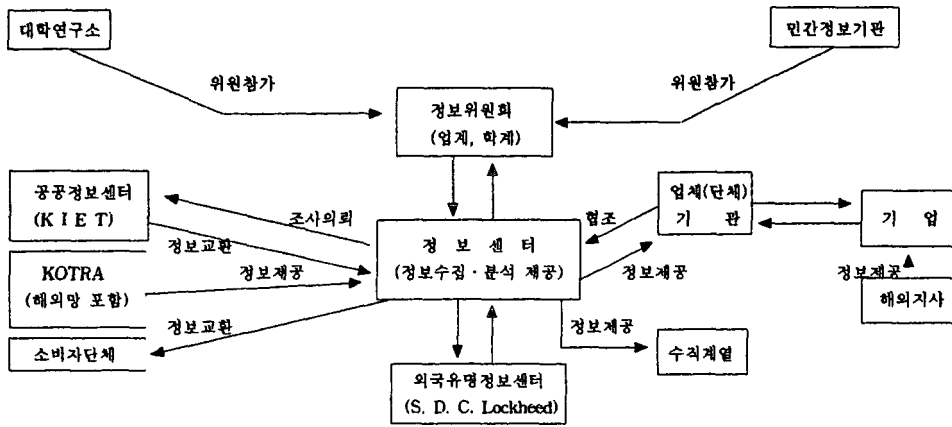 대학연구소
민간정보기관
위원참가
위원참가
정보위원회
(업계, 학계)
공공정보센터
(K I E T)
조사의뢰
정보교환
정 보 센 터
(정보수집·분석 제공)
협조
업체(단체)
기 관
기 업
정보제공
정보제공
해외지사
KOTRA
(해외망 포함)
정보제공
정보교환
소비자단체
정보제공
수직계열
외국유명정보센터
(S. D. C. Lockheed)